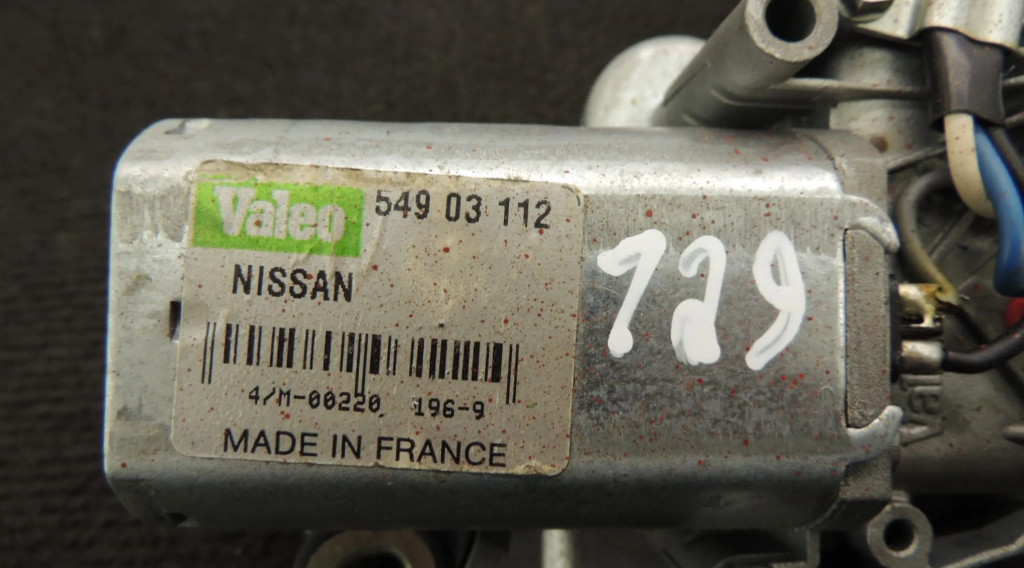 Valeo 549 03 112
NISSAN
4/M-00220 196-9
MADE IN FRANCE
729